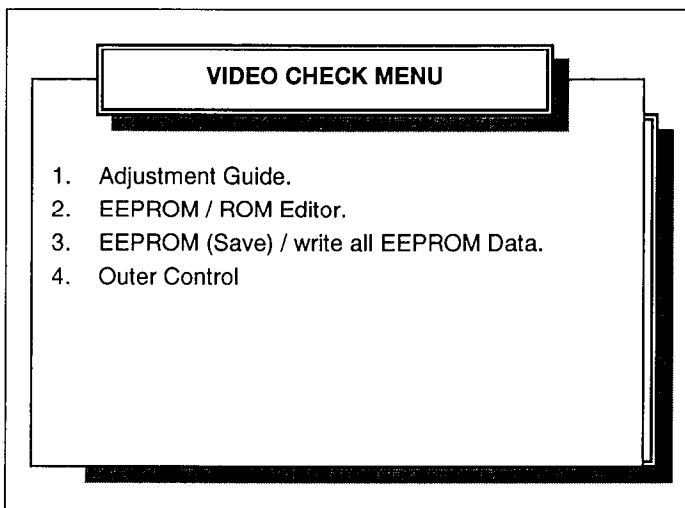 VIDEO CHECK MENU
1. Adjustment Guide.
2. EEPROM / ROM Editor.
3. EEPROM (Save) / write all EEPROM Data.
4. Outer Control